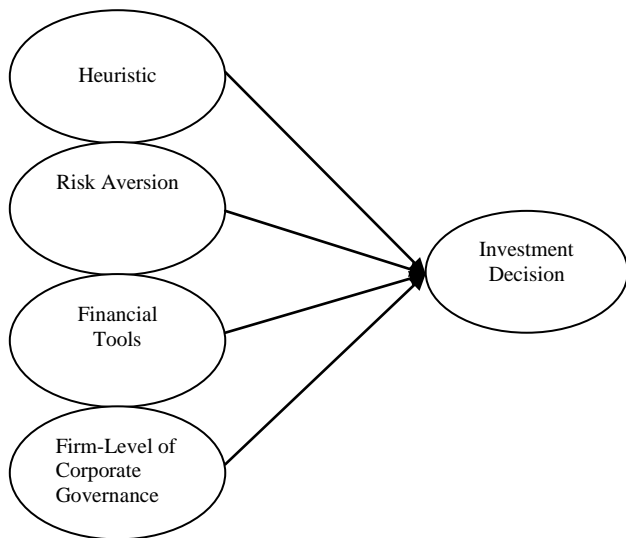 Heuristic
Risk Aversion
Financial
Tools
Firm-Level of
Corporate
Governance
Investment
Decision